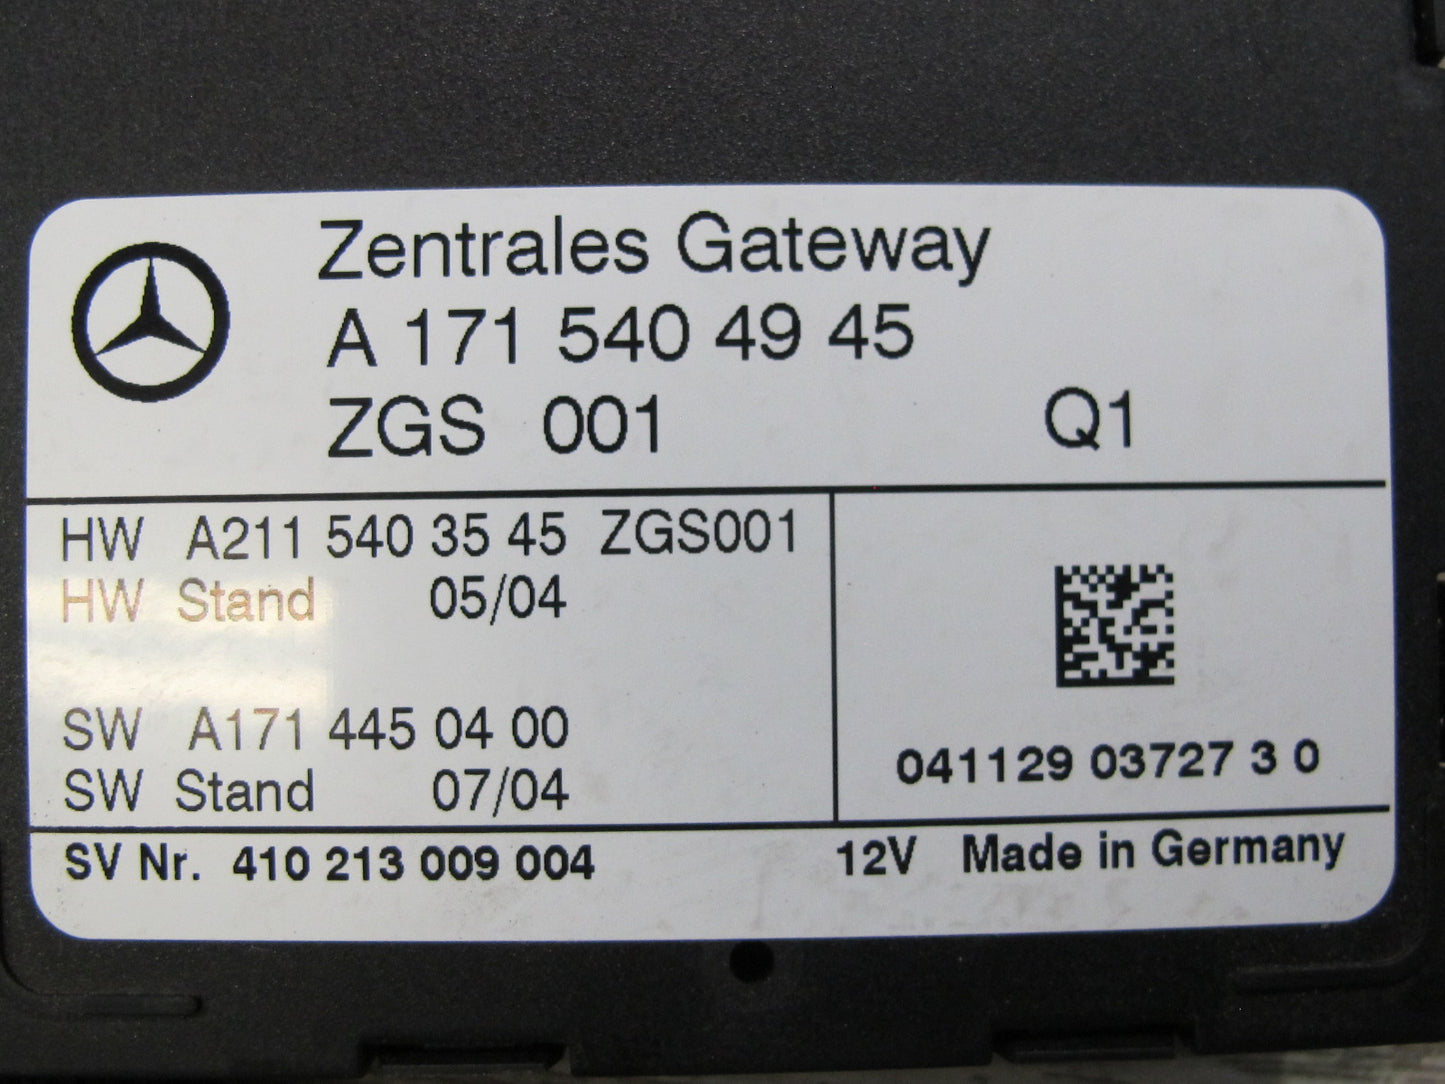 Zentrales Gateway
A 171 540 49 45
ZGS 001 Q1
HW A211 540 35 45 ZGS001
HW Stand 05/04
SW A171 445 04 00
SW Stand 07/04
041129 03727 3 0
SV Nr. 410 213 009 004 12V Made in Germany